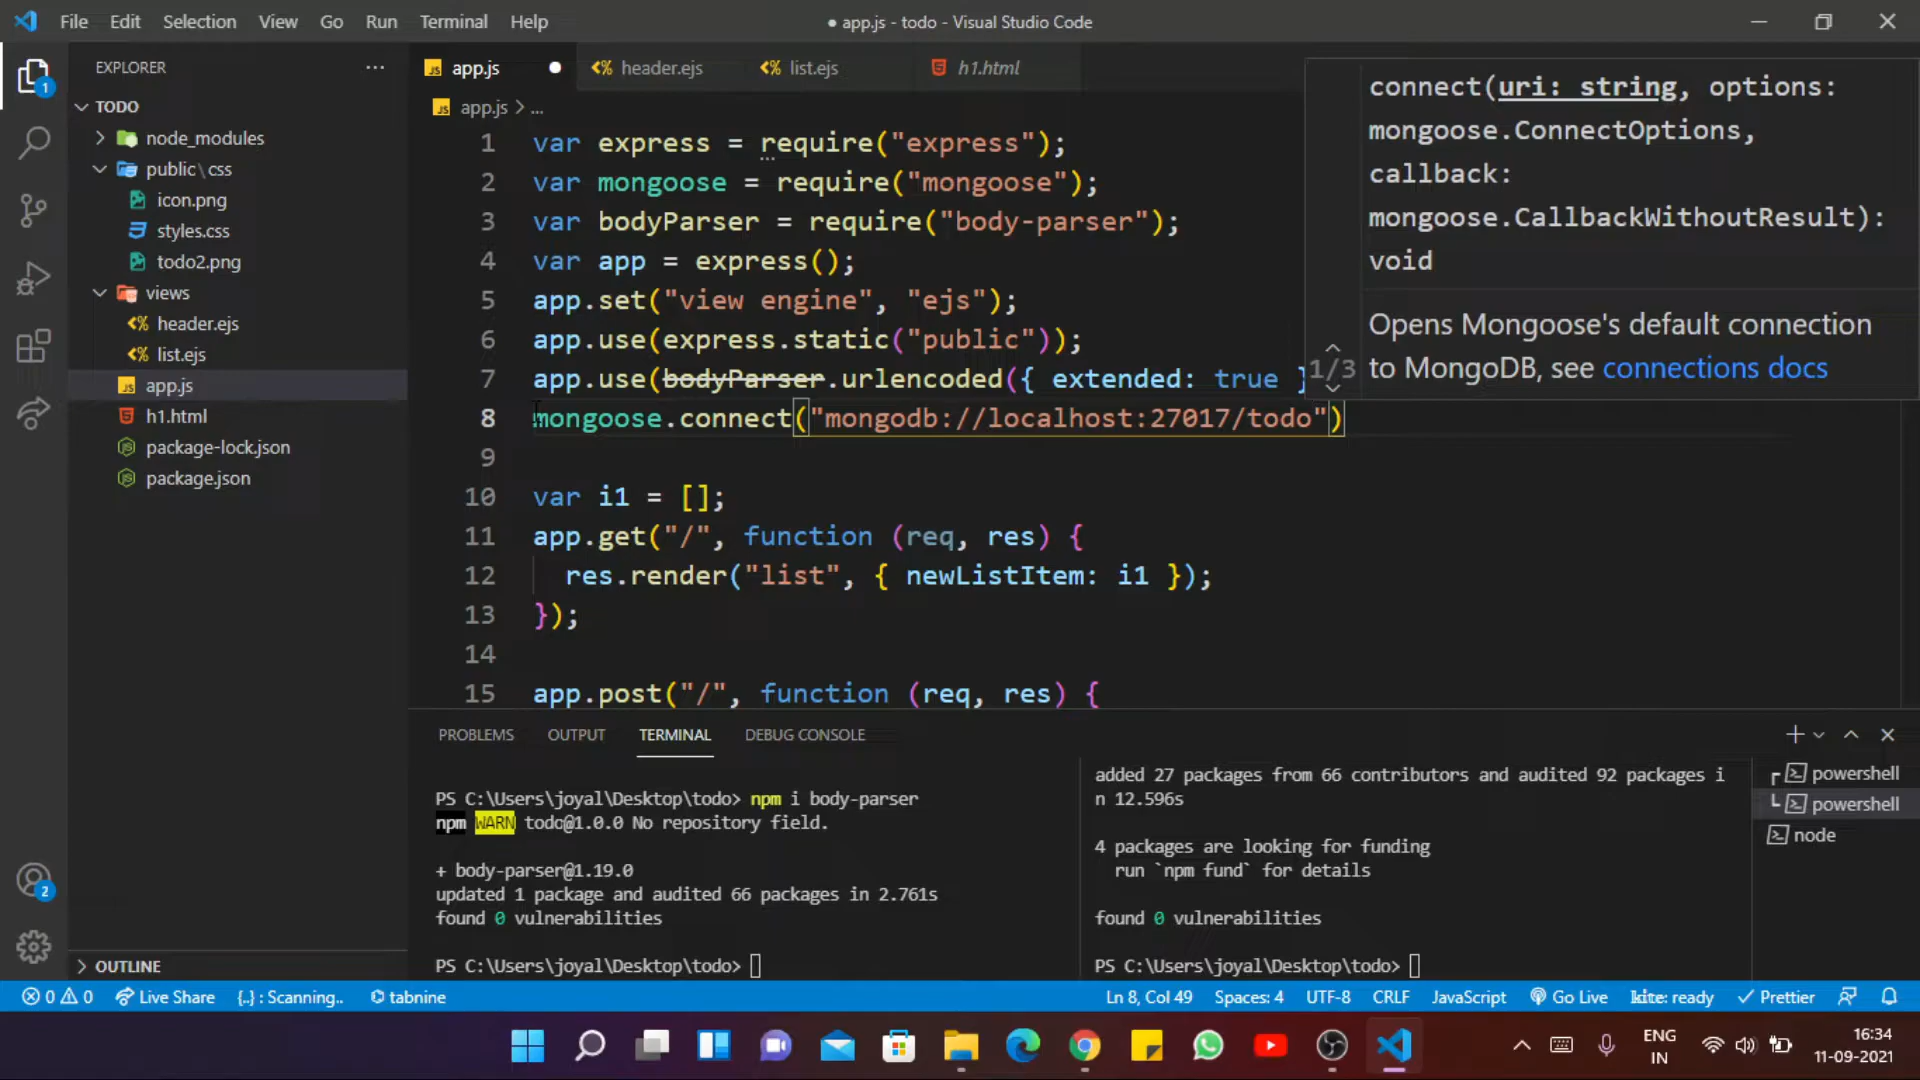 File Edit Selection View Go Run Terminal Help
● app.js - todo - Visual Studio Code
EXPLORER
TODO
node_modules
public\css
icon.png
styles.css
todo2.png
views
header.ejs
list.ejs
app.js
h1.html
package-lock.json
package.json
OUTLINE
app.js header.ejs list.ejs h1.html
app.js > ...
1 var express = require("express");
2 var mongoose = require("mongoose");
3 var bodyParser = require("body-parser");
4 var app = express();
5 app.set("view engine", "ejs");
6 app.use(express.static("public"));
7 app.use(bodyParser.urlencoded({ extended: true }
8 mongoose.connect("mongodb://localhost:27017/todo")
9
10 var i1 = [];
11 app.get("/", function (req, res) {
12 res.render("list", { newListItem: i1 });
13 });
14
15 app.post("/", function (req, res) {
connect(uri: string, options:
mongoose.ConnectOptions,
callback:
mongoose.CallbackWithoutResult):
void
1/3
Opens Mongoose's default connection
to MongoDB, see connections docs
PROBLEMS OUTPUT TERMINAL DEBUG CONSOLE
PS C:\Users\joyal\Desktop\todo> npm i body-parser
npm WARN todo@1.0.0 No repository field.
+ body-parser@1.19.0
updated 1 package and audited 66 packages in 2.761s
found 0 vulnerabilities
PS C:\Users\joyal\Desktop\todo>
added 27 packages from 66 contributors and audited 92 packages i
n 12.596s
4 packages are looking for funding
run `npm fund` for details
found 0 vulnerabilities
PS C:\Users\joyal\Desktop\todo>
powershell
powershell
node
1
2
0 0 Live Share {..} : Scanning.. tabnine Ln 8, Col 49 Spaces: 4 UTF-8 CRLF JavaScript Go Live kite: ready Prettier
ENG
IN
16:34
11-09-2021